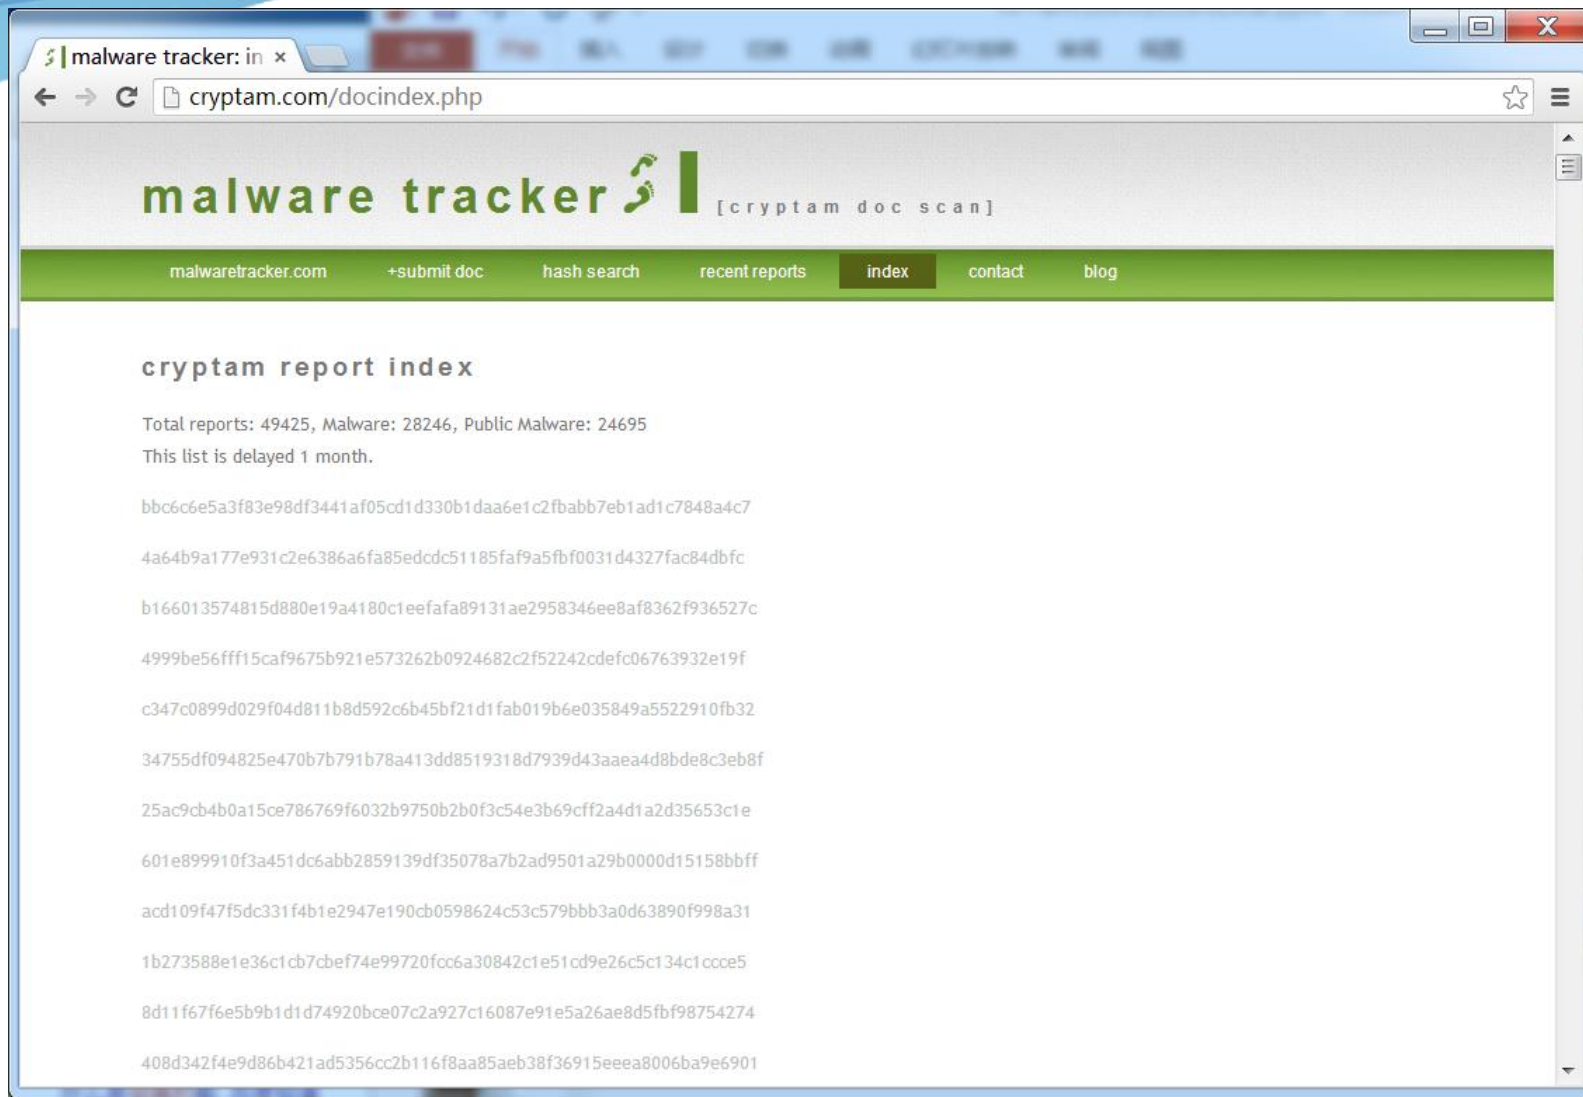 malware tracker: in
cryptam.com/docindex.php
malware tracker [cryptam doc scan]
malwaretracker.com +submit doc hash search recent reports index contact blog
cryptam report index
Total reports: 49425, Malware: 28246, Public Malware: 24695
This list is delayed 1 month.
bbc6c6e5a3f83e98df3441af05cd1d330b1daa6e1c2fbabb7eb1ad1c7848a4c7
4a64b9a177e931c2e6386a6fa85edcdc51185faf9a5fbf0031d4327fac84dbfc
b166013574815d880e19a4180c1eefafa89131ae2958346ee8af8362f936527c
4999be56fff15caf9675b921e573262b0924682c2f52242cdefc06763932e19f
c347c0899d029f04d811b8d592c6b45bf21d1fab019b6e035849a5522910fb32
34755df094825e470b7b791b78a413dd8519318d7939d43aaea4d8bde8c3eb8f
25ac9cb4b0a15ce786769f6032b9750b2b0f3c54e3b69cff2a4d1a2d35653c1e
601e899910f3a451dc6abb2859139df35078a7b2ad9501a29b0000d15158bbff
acd109f47f5dc331f4b1e2947e190cb0598624c53c579bbb3a0d63890f998a31
1b273588e1e36c1cb7cbef74e99720fcc6a30842c1e51cd9e26c5c134c1ccce5
8d11f67f6e5b9b1d1d74920bce07c2a927c16087e91e5a26ae8d5fbf98754274
408d342f4e9d86b421ad5356cc2b116f8aa85aeb38f36915eeea8006ba9e6901